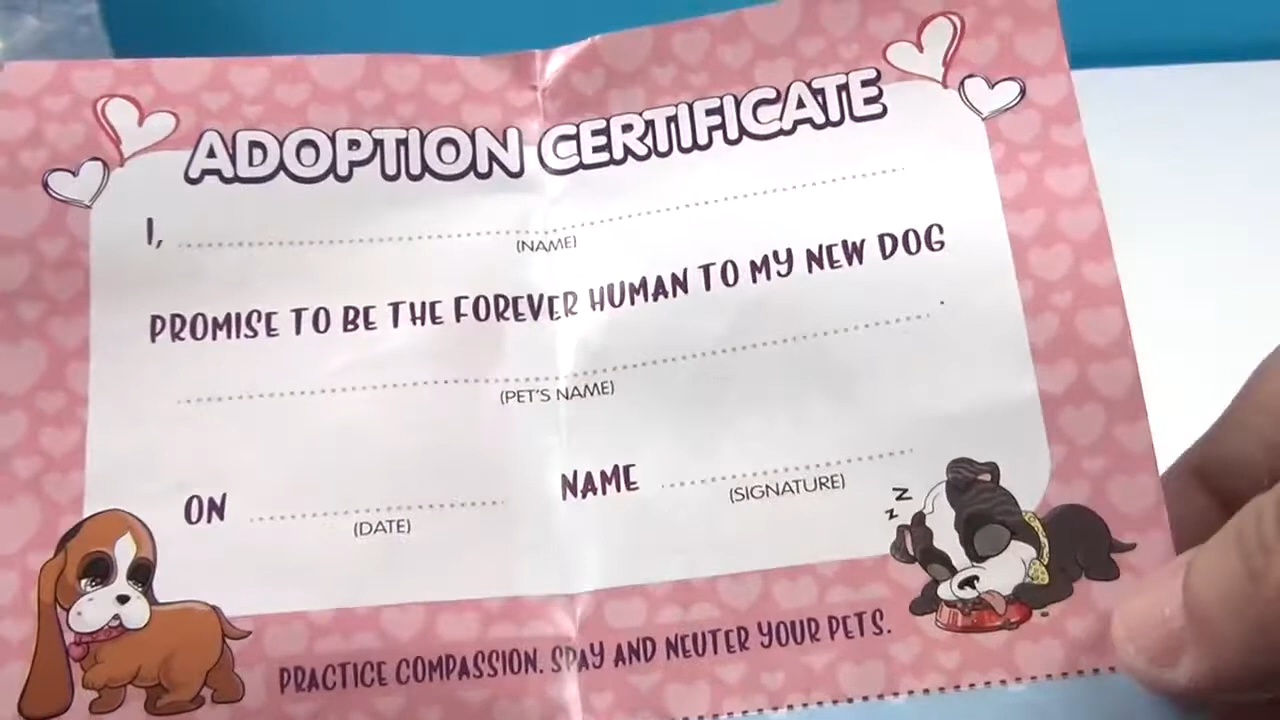 ADOPTION CERTIFICATE
I,
(NAME)
PROMISE TO BE THE FOREVER HUMAN TO MY NEW DOG
.
(PET'S NAME)
ON NAME
(DATE) (SIGNATURE)
Z
Z
PRACTICE COMPASSION. SPAY AND NEUTER YOUR PETS.